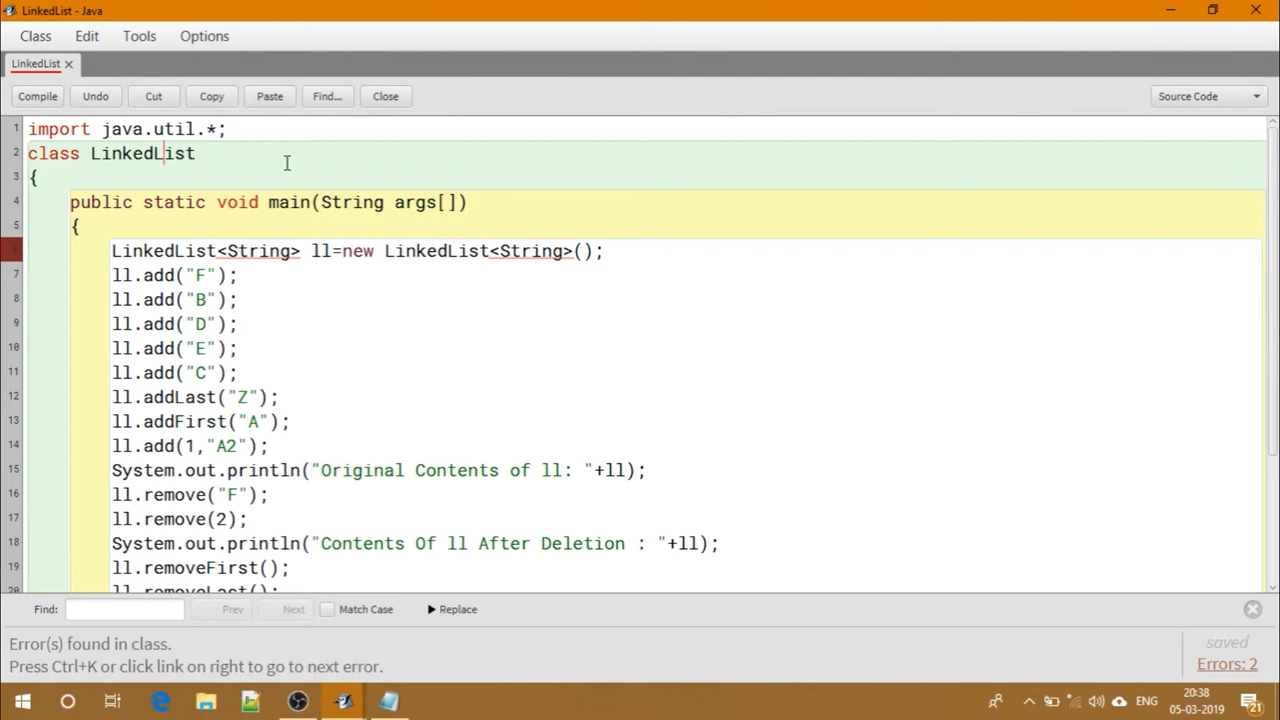 LinkedList - Java
Class Edit Tools Options
LinkedList
Compile Undo Cut Copy Paste Find... Close Source Code
1 import java.util.*;
2 class LinkedList
3 {
4 public static void main(String args[])
5 {
6 LinkedList<String> ll=new LinkedList<String>();
7 ll.add("F");
8 ll.add("B");
9 ll.add("D");
10 ll.add("E");
11 ll.add("C");
12 ll.addLast("Z");
13 ll.addFirst("A");
14 ll.add(1,"A2");
15 System.out.println("Original Contents of ll: "+ll);
16 ll.remove("F");
17 ll.remove(2);
18 System.out.println("Contents Of ll After Deletion : "+ll);
19 ll.removeFirst();
20 ll.removeLast();
Find: Prev Next Match Case Replace
Error(s) found in class.
Press Ctrl+K or click link on right to go to next error.
saved
Errors: 2
ENG
20:38
05-03-2019
21